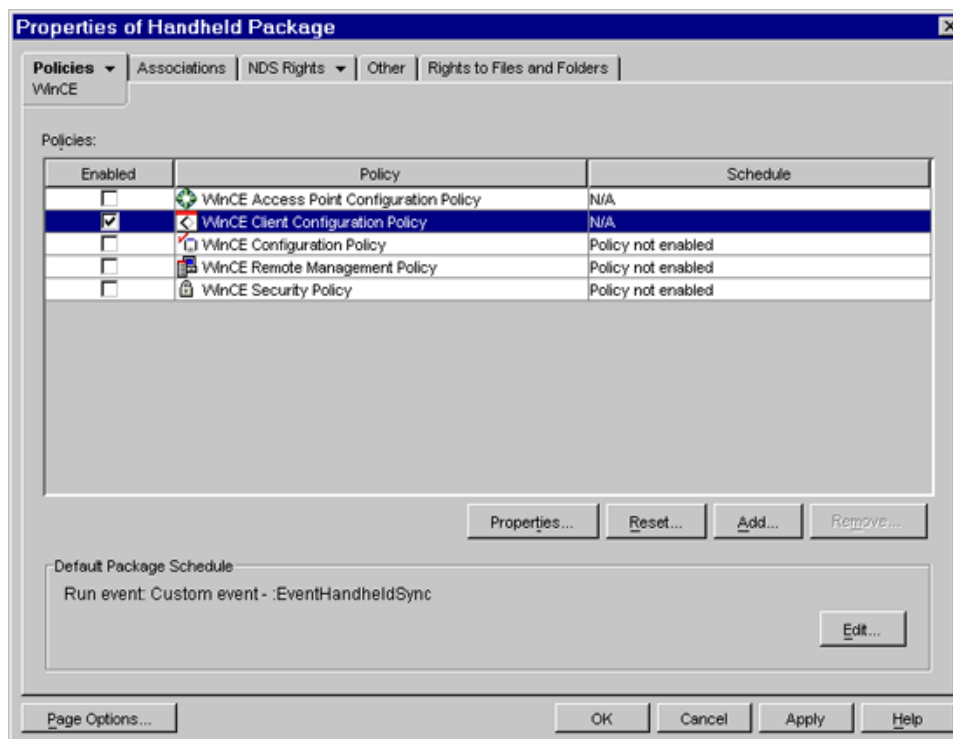 Properties of Handheld Package
Policies Associations NDS Rights Other Rights to Files and Folders
WinCE
Policies:
Enabled Policy Schedule
WinCE Access Point Configuration Policy N/A
WinCE Client Configuration Policy N/A
WinCE Configuration Policy Policy not enabled
WinCE Remote Management Policy Policy not enabled
WinCE Security Policy Policy not enabled
Properties... Reset... Add... Remove...
Default Package Schedule
Run event: Custom event - :EventHandheldSync
Edit...
Page Options... OK Cancel Apply Help